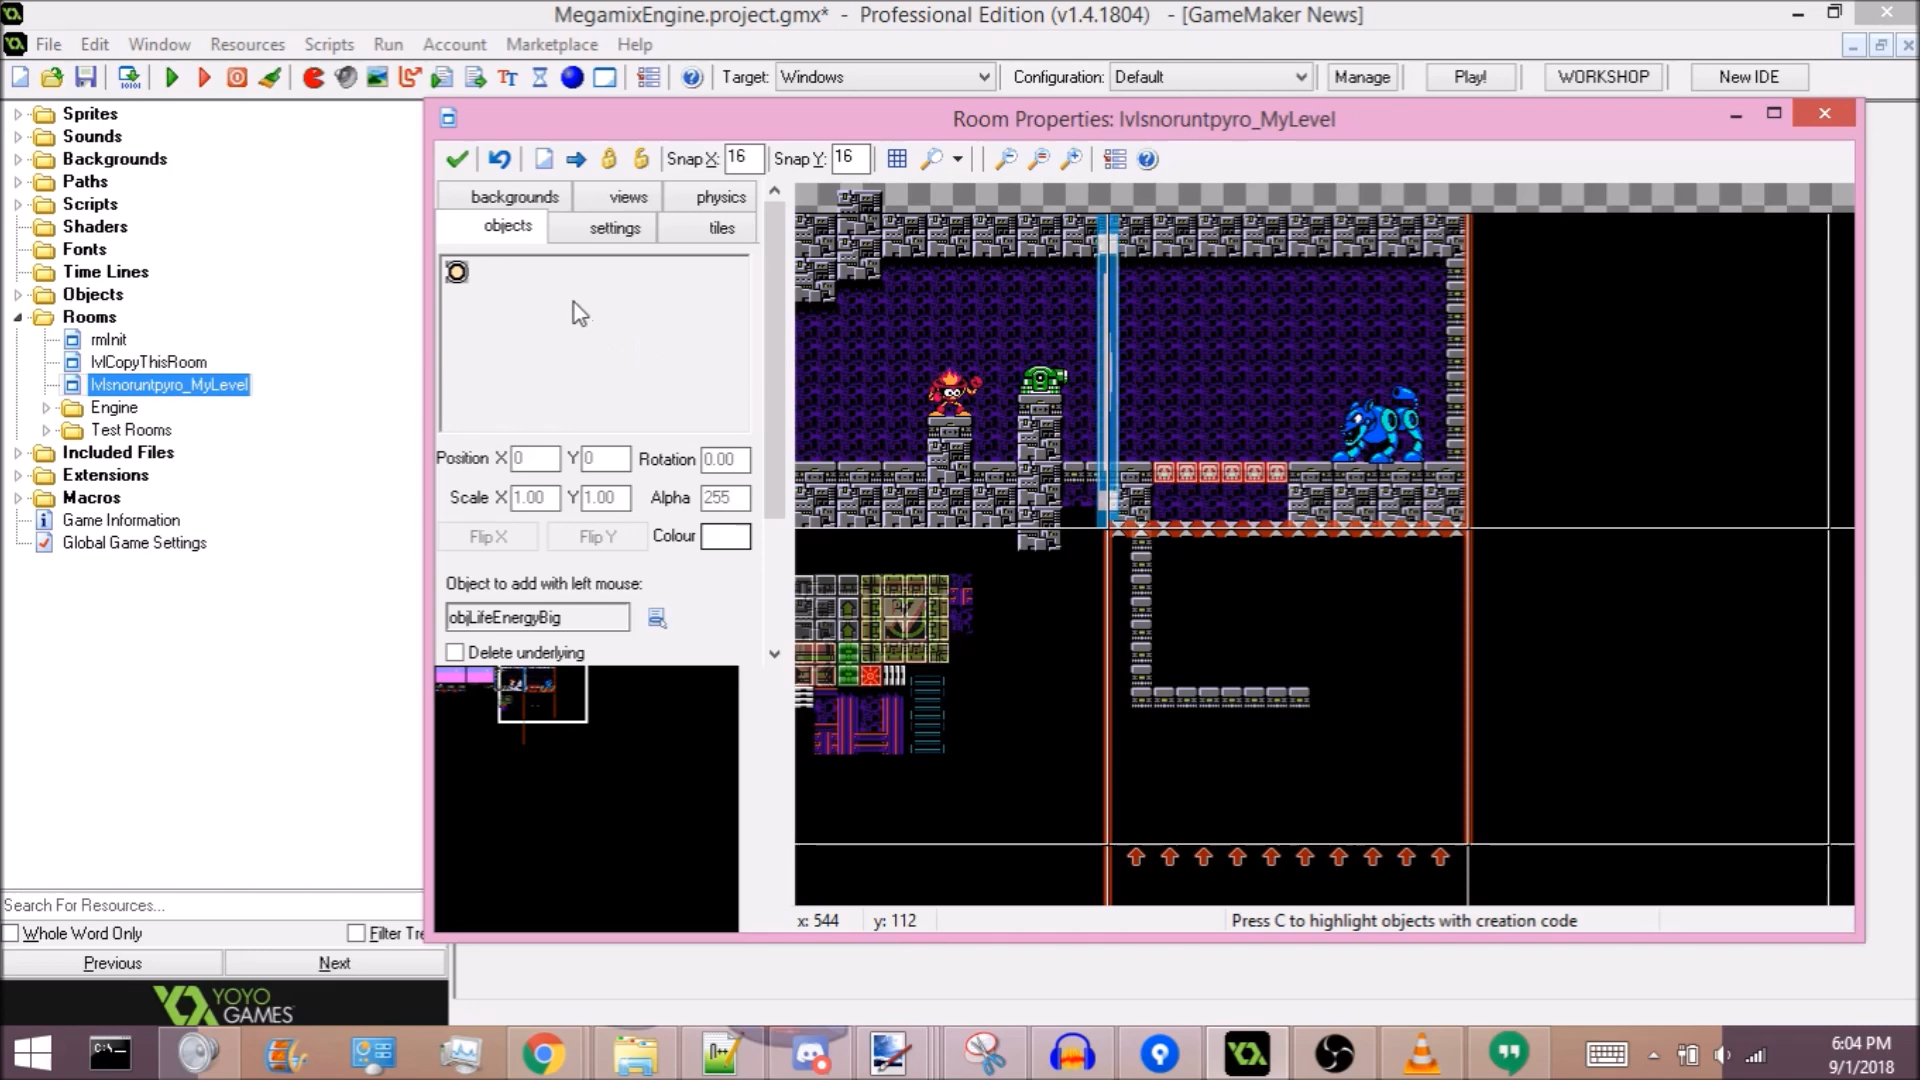 MegamixEngine.project.gmx* - Professional Edition (v1.4.1804) - [GameMaker News]
File Edit Window Resources Scripts Run Account Marketplace Help
Target: Windows Configuration: Default Manage Play! WORKSHOP New IDE
Sprites
Sounds
Backgrounds
Paths
Scripts
Shaders
Fonts
Time Lines
Objects
Rooms
rmInit
lvlCopyThisRoom
lvlsnoruntpyro_MyLevel
Engine
Test Rooms
Included Files
Extensions
Macros
Game Information
Global Game Settings
Search For Resources...
Whole Word Only Filter Tre
Previous Next
YOYO
GAMES
Room Properties: lvlsnoruntpyro_MyLevel
Snap X: 16 Snap Y: 16
backgrounds views physics
objects settings tiles
Position X 0 Y 0 Rotation 0.00
Scale X 1.00 Y 1.00 Alpha 255
Flip X Flip Y Colour
Object to add with left mouse:
objLifeEnergyBig
Delete underlying
x: 544 y: 112 Press C to highlight objects with creation code
6:04 PM
9/1/2018